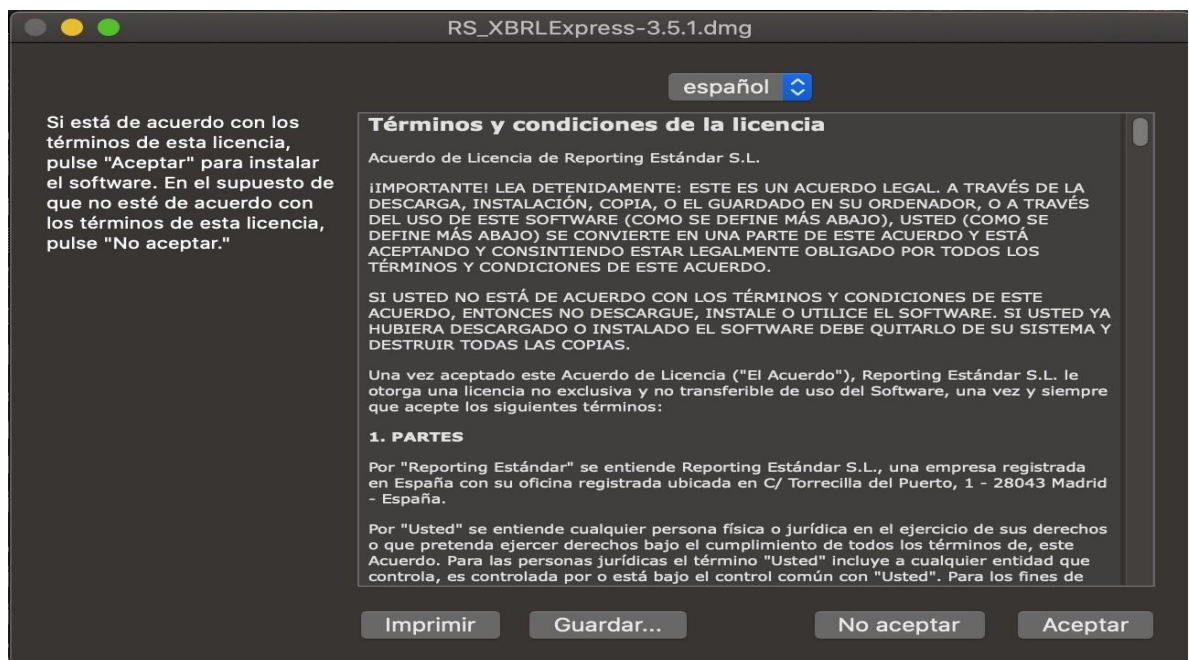 RS_XBRLExpress-3.5.1.dmg
español
Si está de acuerdo con los
términos de esta licencia,
pulse "Aceptar" para instalar
el software. En el supuesto de
que no esté de acuerdo con
los términos de esta licencia,
pulse "No aceptar."
Términos y condiciones de la licencia
Acuerdo de Licencia de Reporting Estándar S.L.
¡IMPORTANTE! LEA DETENIDAMENTE: ESTE ES UN ACUERDO LEGAL. A TRAVÉS DE LA
DESCARGA, INSTALACIÓN, COPIA, O EL GUARDADO EN SU ORDENADOR, O A TRAVÉS
DEL USO DE ESTE SOFTWARE (COMO SE DEFINE MÁS ABAJO), USTED (COMO SE
DEFINE MÁS ABAJO) SE CONVIERTE EN UNA PARTE DE ESTE ACUERDO Y ESTÁ
ACEPTANDO Y CONSINTIENDO ESTAR LEGALMENTE OBLIGADO POR TODOS LOS
TÉRMINOS Y CONDICIONES DE ESTE ACUERDO.
SI USTED NO ESTÁ DE ACUERDO CON LOS TÉRMINOS Y CONDICIONES DE ESTE
ACUERDO, ENTONCES NO DESCARGUE, INSTALE O UTILICE EL SOFTWARE. SI USTED YA
HUBIERA DESCARGADO O INSTALADO EL SOFTWARE DEBE QUITARLO DE SU SISTEMA Y
DESTRUIR TODAS LAS COPIAS.
Una vez aceptado este Acuerdo de Licencia ("El Acuerdo"), Reporting Estándar S.L. le
otorga una licencia no exclusiva y no transferible de uso del Software, una vez y siempre
que acepte los siguientes términos:
1. PARTES
Por "Reporting Estándar" se entiende Reporting Estándar S.L., una empresa registrada
en España con su oficina registrada ubicada en C/ Torrecilla del Puerto, 1 - 28043 Madrid
- España.
Por "Usted" se entiende cualquier persona física o jurídica en el ejercicio de sus derechos
o que pretenda ejercer derechos bajo el cumplimiento de todos los términos de, este
Acuerdo. Para las personas jurídicas el término "Usted" incluye a cualquier entidad que
controla, es controlada por o está bajo el control común con "Usted". Para los fines de
Imprimir
Guardar...
No aceptar
Aceptar